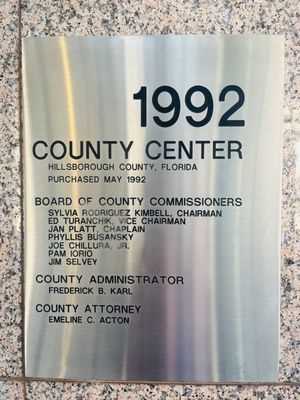 1992
COUNTY CENTER
HILLSBOROUGH COUNTY, FLORIDA
PURCHASED MAY 1992
BOARD OF COUNTY COMMISSIONERS
SYLVIA RODRIGUEZ KIMBELL, CHAIRMAN
ED TURANCHIK, VICE CHAIRMAN
JAN PLATT, CHAPLAIN
PHYLLIS BUSANSKY
JOE CHILLURA, JR.
PAM IORIO
JIM SELVEY
COUNTY ADMINISTRATOR
FREDERICK B. KARL
COUNTY ATTORNEY
EMELINE C. ACTON